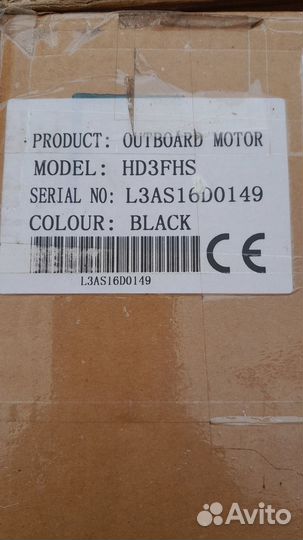 PRODUCT: OUTBOARD MOTOR
MODEL: HD3FHS
SERIAL NO: L3AS16D0149
COLOUR: BLACK
CE
L3AS16D0149
Avito